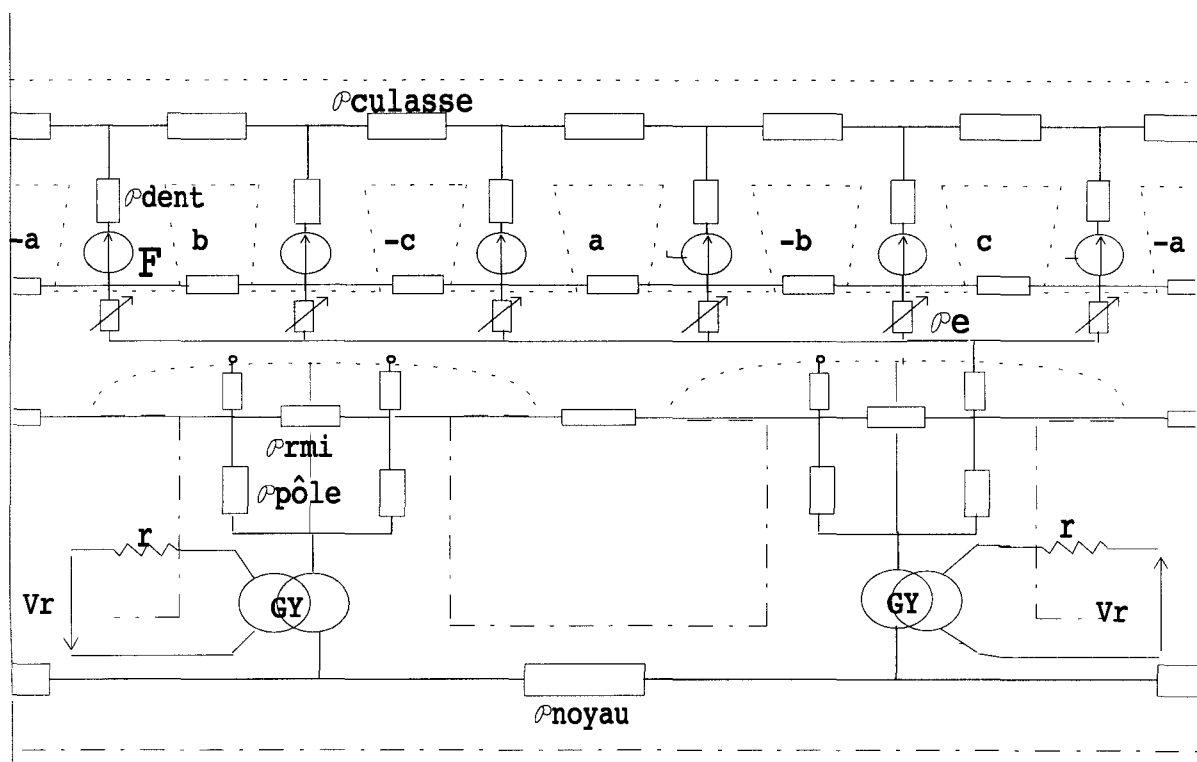 ℘culasse
℘dent
-a b -c a -b c -a
F
℘e
℘rmi
℘pôle
r r
Vr GY GY Vr
℘noyau